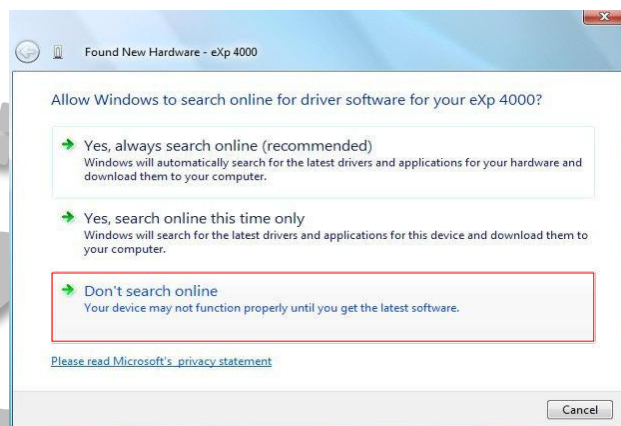 Found New Hardware - eXp 4000
Allow Windows to search online for driver software for your eXp 4000?
Yes, always search online (recommended)
Windows will automatically search for the latest drivers and applications for your hardware and
download them to your computer.
Yes, search online this time only
Windows will search for the latest drivers and applications for this device and download them to
your computer.
Don't search online
Your device may not function properly until you get the latest software.
Please read Microsoft's privacy statement
Cancel